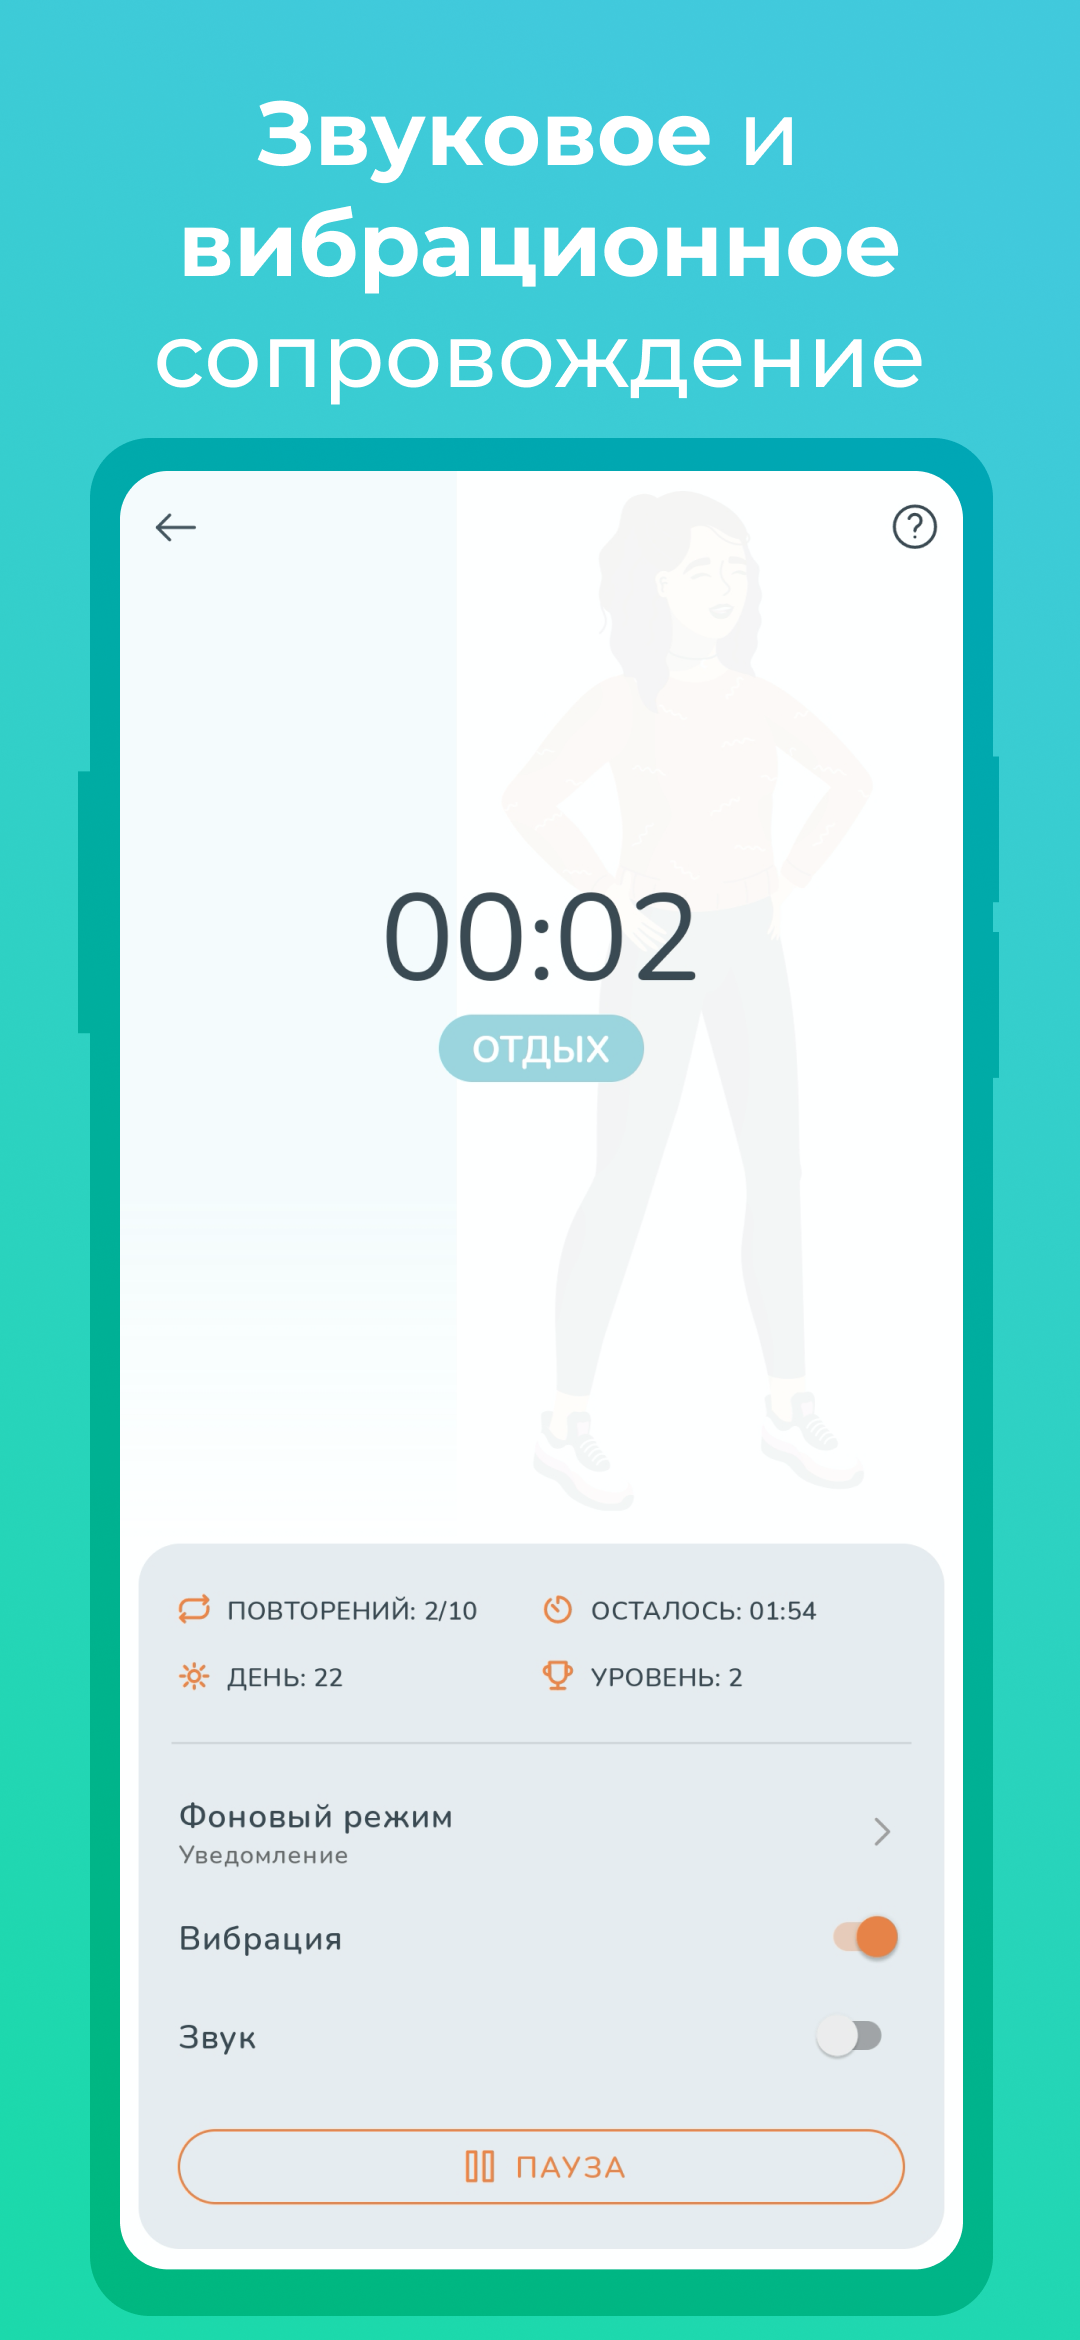 Звуковое и
вибрационное
сопровождение
00:02
ОТДЫХ
ПОВТОРЕНИЙ: 2/10
ОСТАЛОСЬ: 01:54
ДЕНЬ: 22
УРОВЕНЬ: 2
Фоновый режим
Уведомление
Вибрация
Звук
ПАУЗА